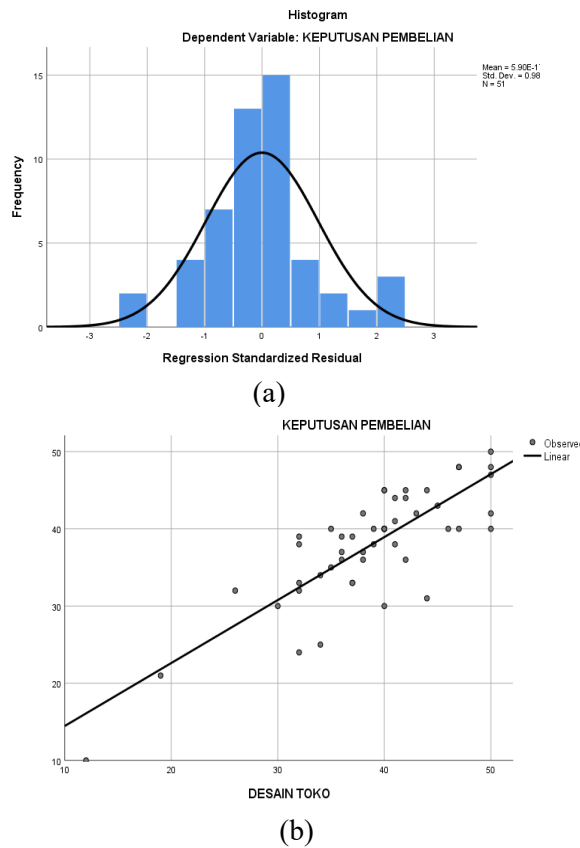 Histogram
Dependent Variable: KEPUTUSAN PEMBELIAN
Mean = 5.90E-1
Std. Dev. = 0.98
N = 51
15
10
5
0
Frequency
-3 -2 -1 0 1 2 3
Regression Standardized Residual
(a)
KEPUTUSAN PEMBELIAN
Observed
Linear
50
40
30
20
10
10 20 30 40 50
DESAIN TOKO
(b)